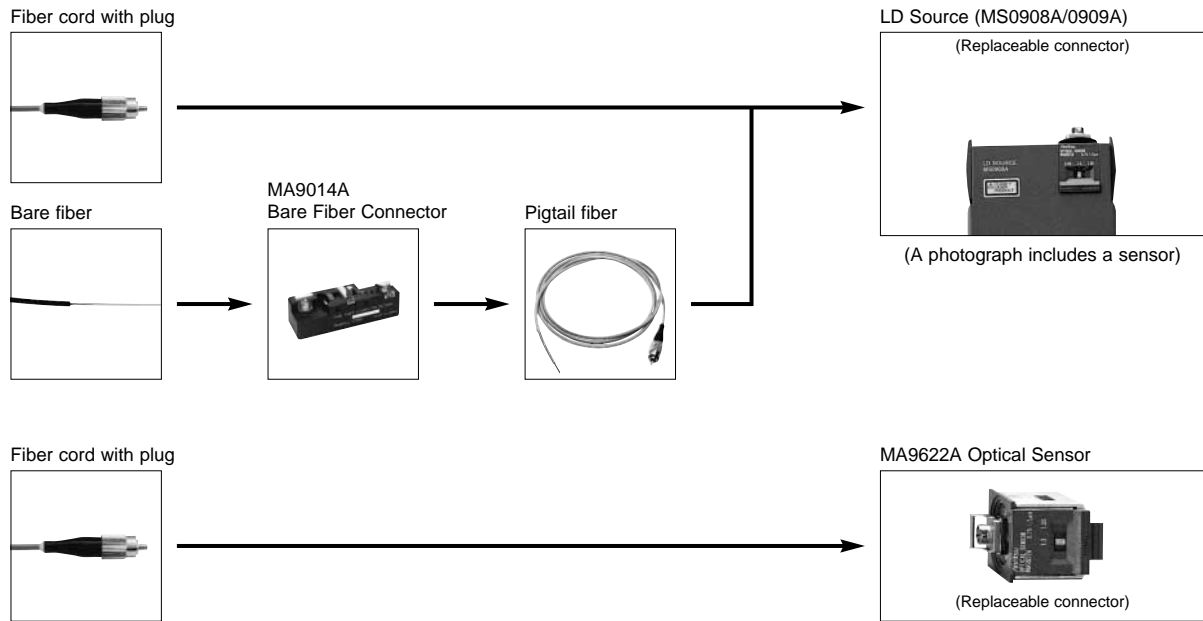 Fiber cord with plug
LD Source (MS0908A/0909A)
(Replaceable connector)
LD SOURCE
MS0908A
(A photograph includes a sensor)
Bare fiber
MA9014A
Bare Fiber Connector
Pigtail fiber
Fiber cord with plug
MA9622A Optical Sensor
(Replaceable connector)